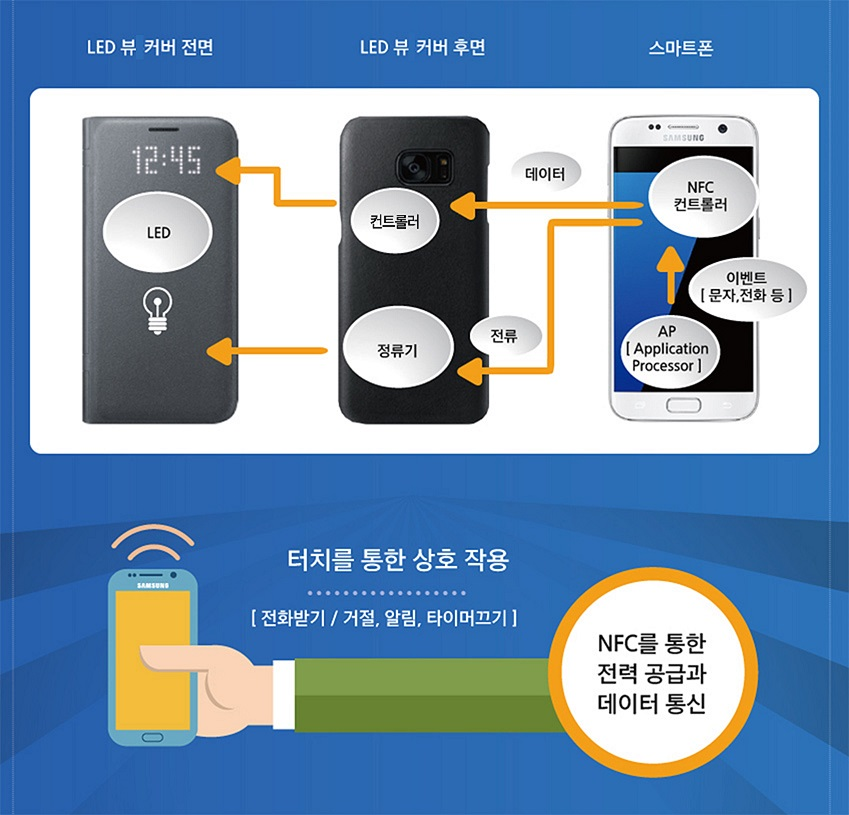 LED 뷰 커버 전면
LED 뷰 커버 후면
스마트폰
12:45
LED
컨트롤러
정류기
데이터
전류
SAMSUNG
NFC
컨트롤러
이벤트
[ 문자,전화 등 ]
AP
[ Application
Processor ]
SAMSUNG
터치를 통한 상호 작용
[ 전화받기 / 거절, 알림, 타이머끄기 ]
NFC를 통한
전력 공급과
데이터 통신